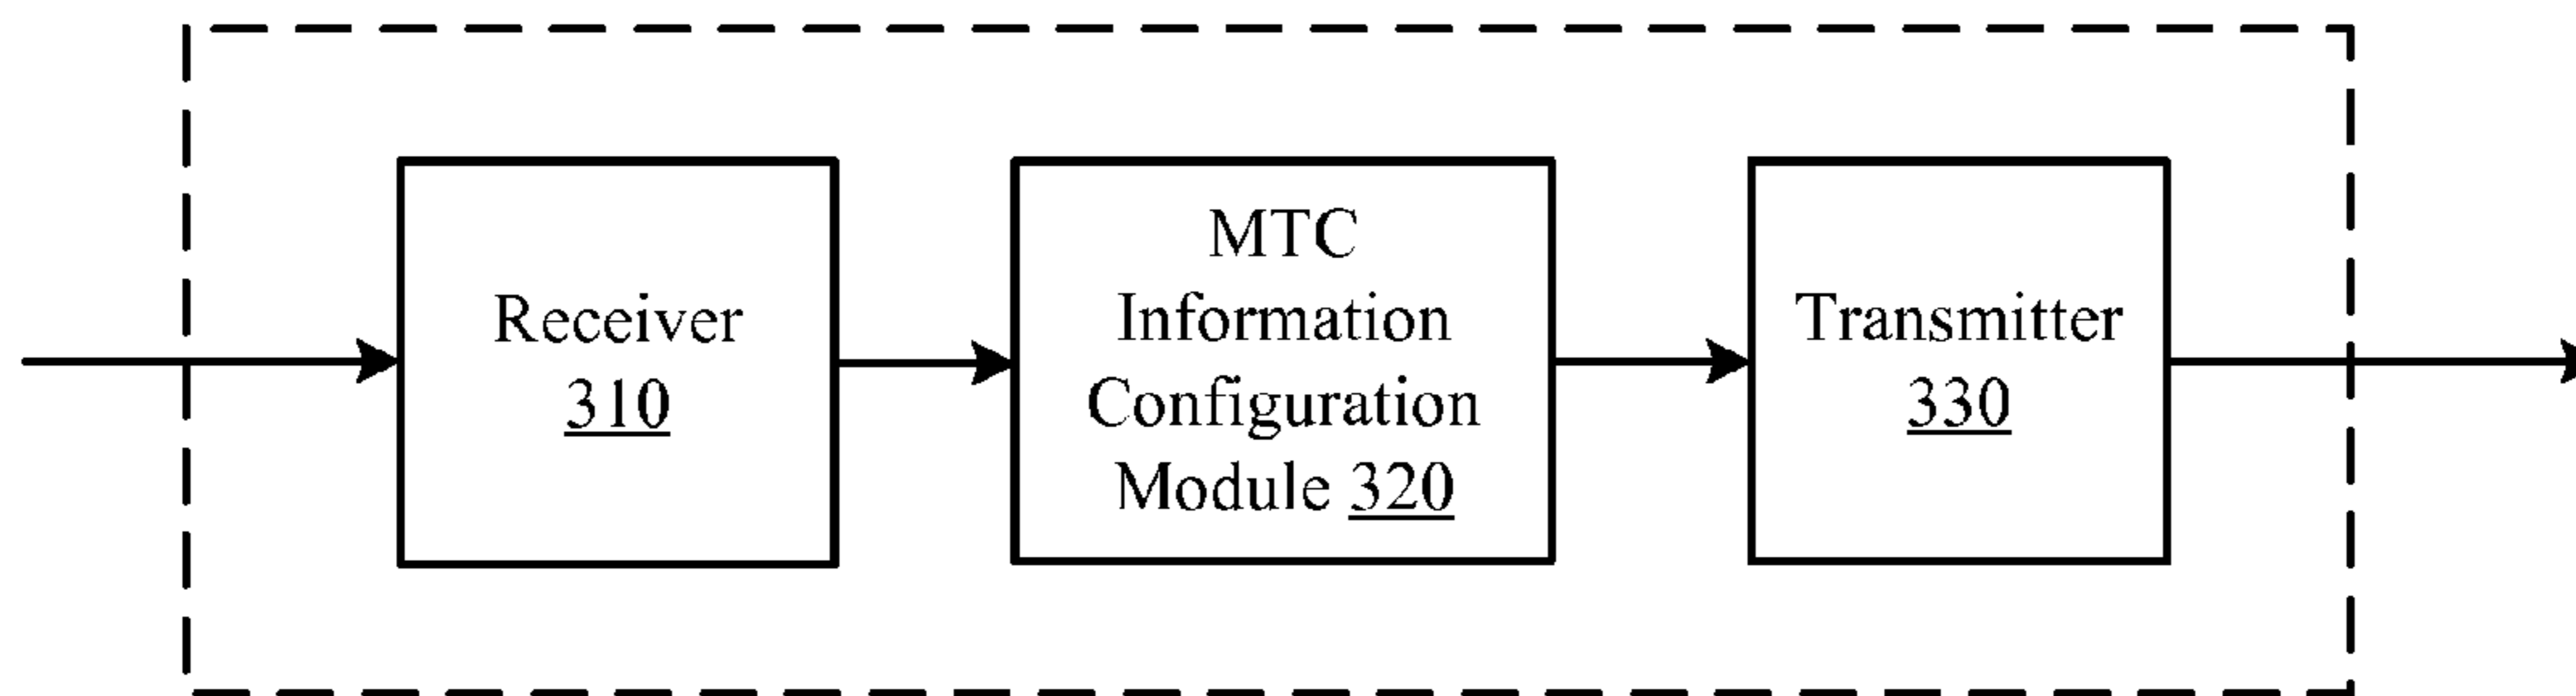 Receiver
310
MTC
Information
Configuration
Module 320
Transmitter
330